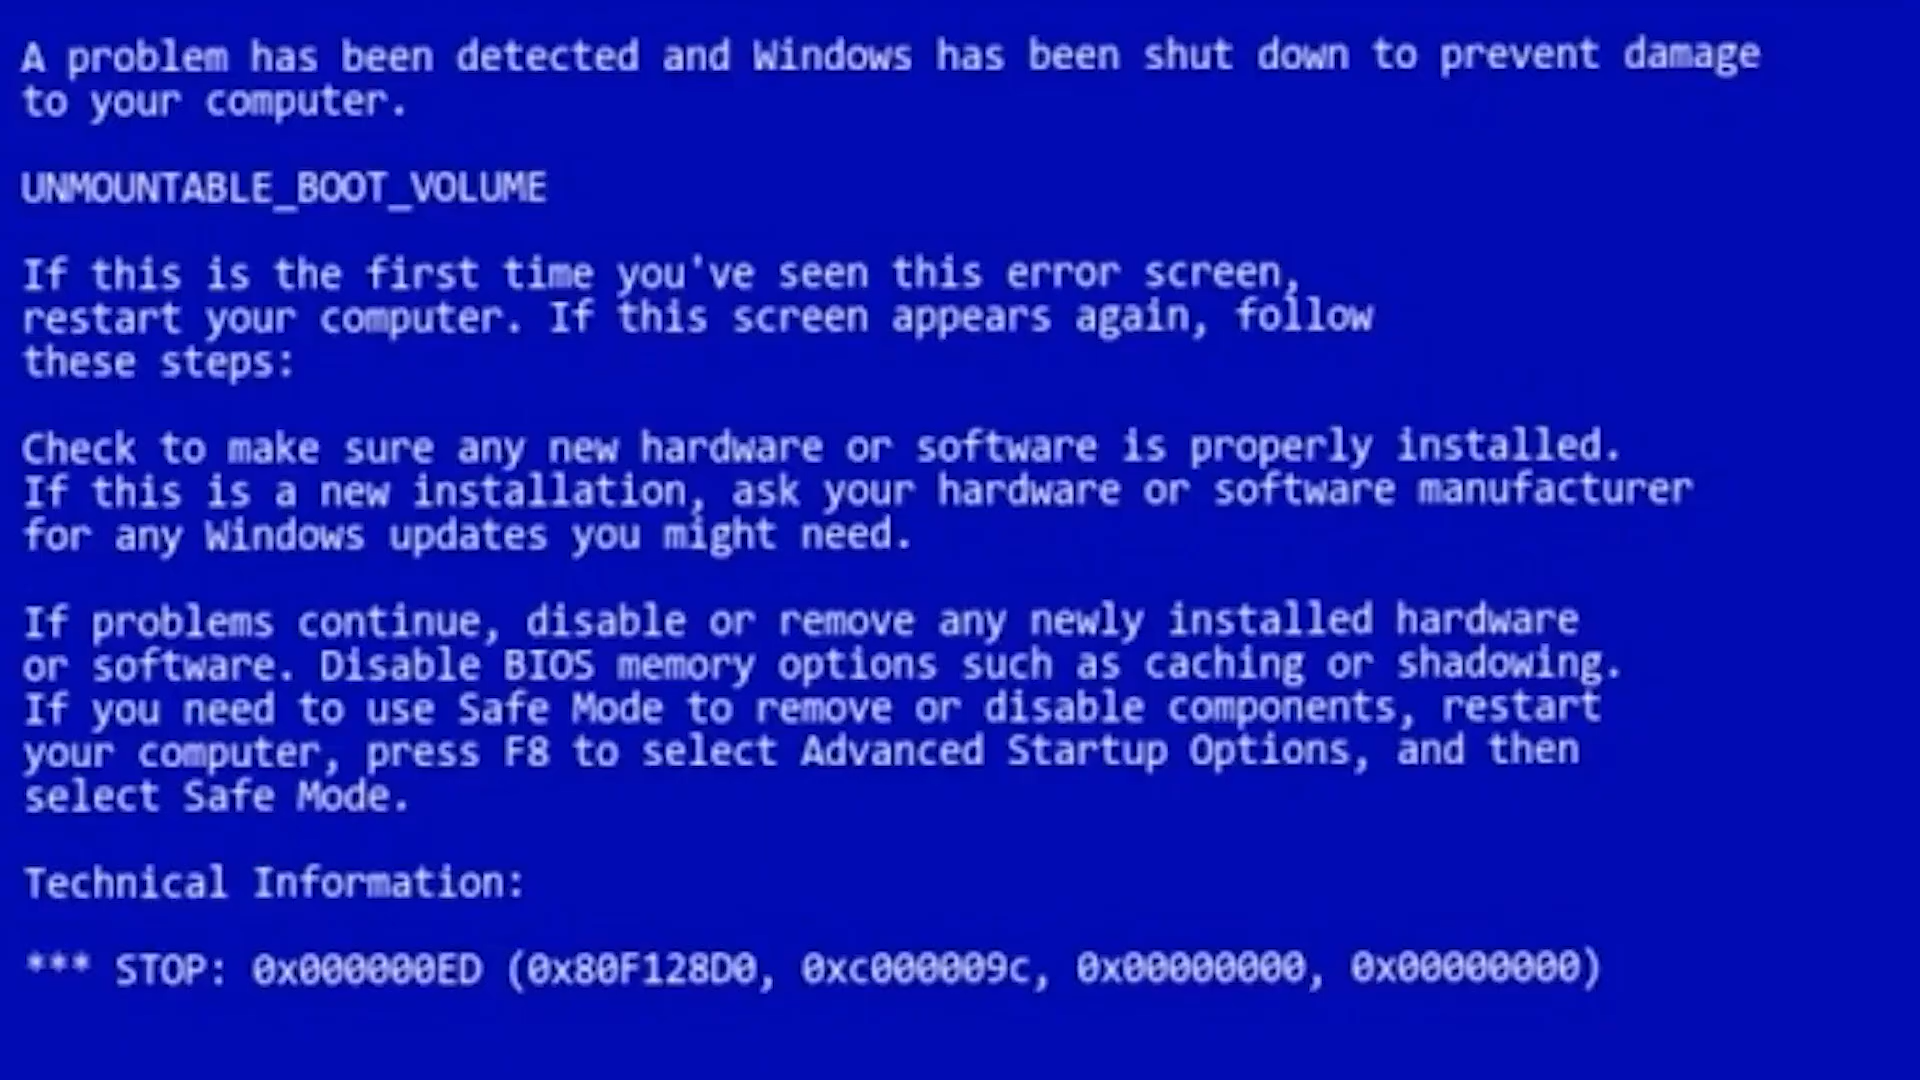 A problem has been detected and Windows has been shut down to prevent damage
to your computer.
UNMOUNTABLE_BOOT_VOLUME
If this is the first time you've seen this error screen,
restart your computer. If this screen appears again, follow
these steps:
Check to make sure any new hardware or software is properly installed.
If this is a new installation, ask your hardware or software manufacturer
for any Windows updates you might need.
If problems continue, disable or remove any newly installed hardware
or software. Disable BIOS memory options such as caching or shadowing.
If you need to use Safe Mode to remove or disable components, restart
your computer, press F8 to select Advanced Startup Options, and then
select Safe Mode.
Technical Information:
*** STOP: 0x000000ED (0x80F128D0, 0xc000009c, 0x00000000, 0x00000000)